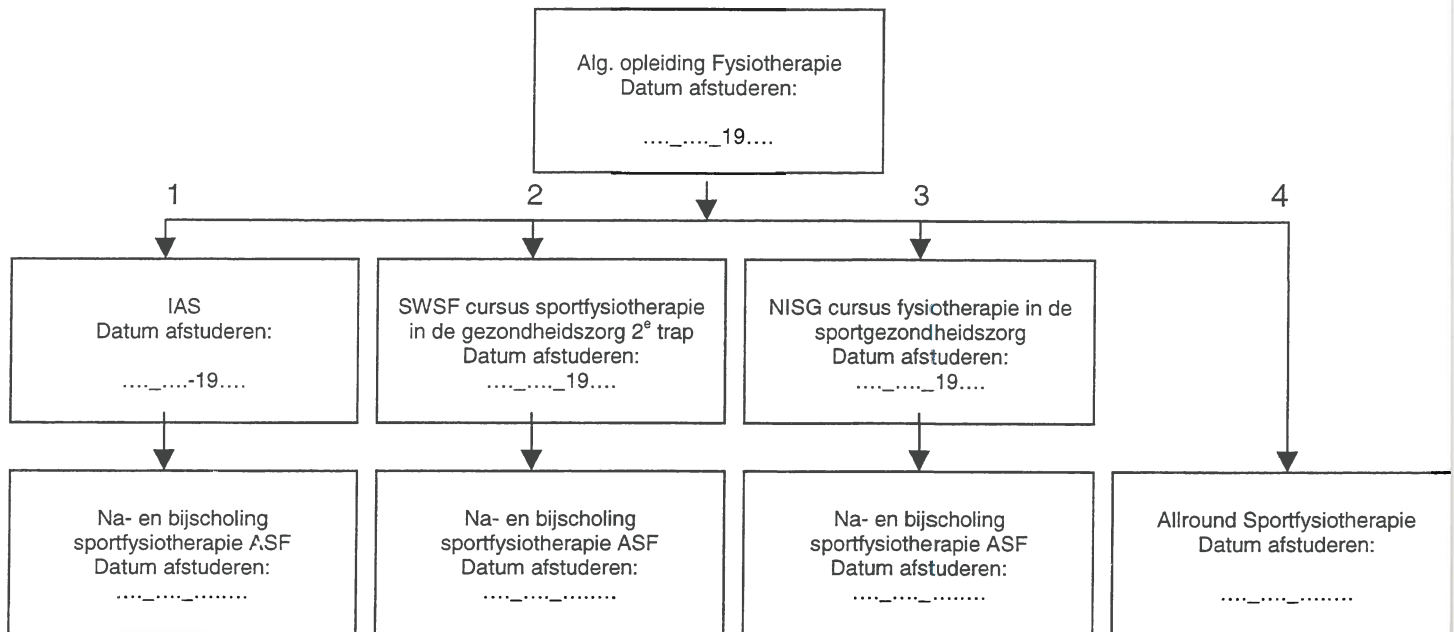 Alg. opleiding Fysiotherapie
Datum afstuderen:
...._...._19....
1
2
3
4
IAS
Datum afstuderen:
...._....-19....
SWSF cursus sportfysiotherapie
in de gezondheidszorg 2e trap
Datum afstuderen:
...._...._19....
NISG cursus fysiotherapie in de
sportgezondheidszorg
Datum afstuderen:
...._...._19....
Na- en bijscholing
sportfysiotherapie ASF
Datum afstuderen:
...._...._........
Na- en bijscholing
sportfysiotherapie ASF
Datum afstuderen:
...._...._........
Na- en bijscholing
sportfysiotherapie ASF
Datum afstuderen:
...._...._........
Allround Sportfysiotherapie
Datum afstuderen:
...._...._........